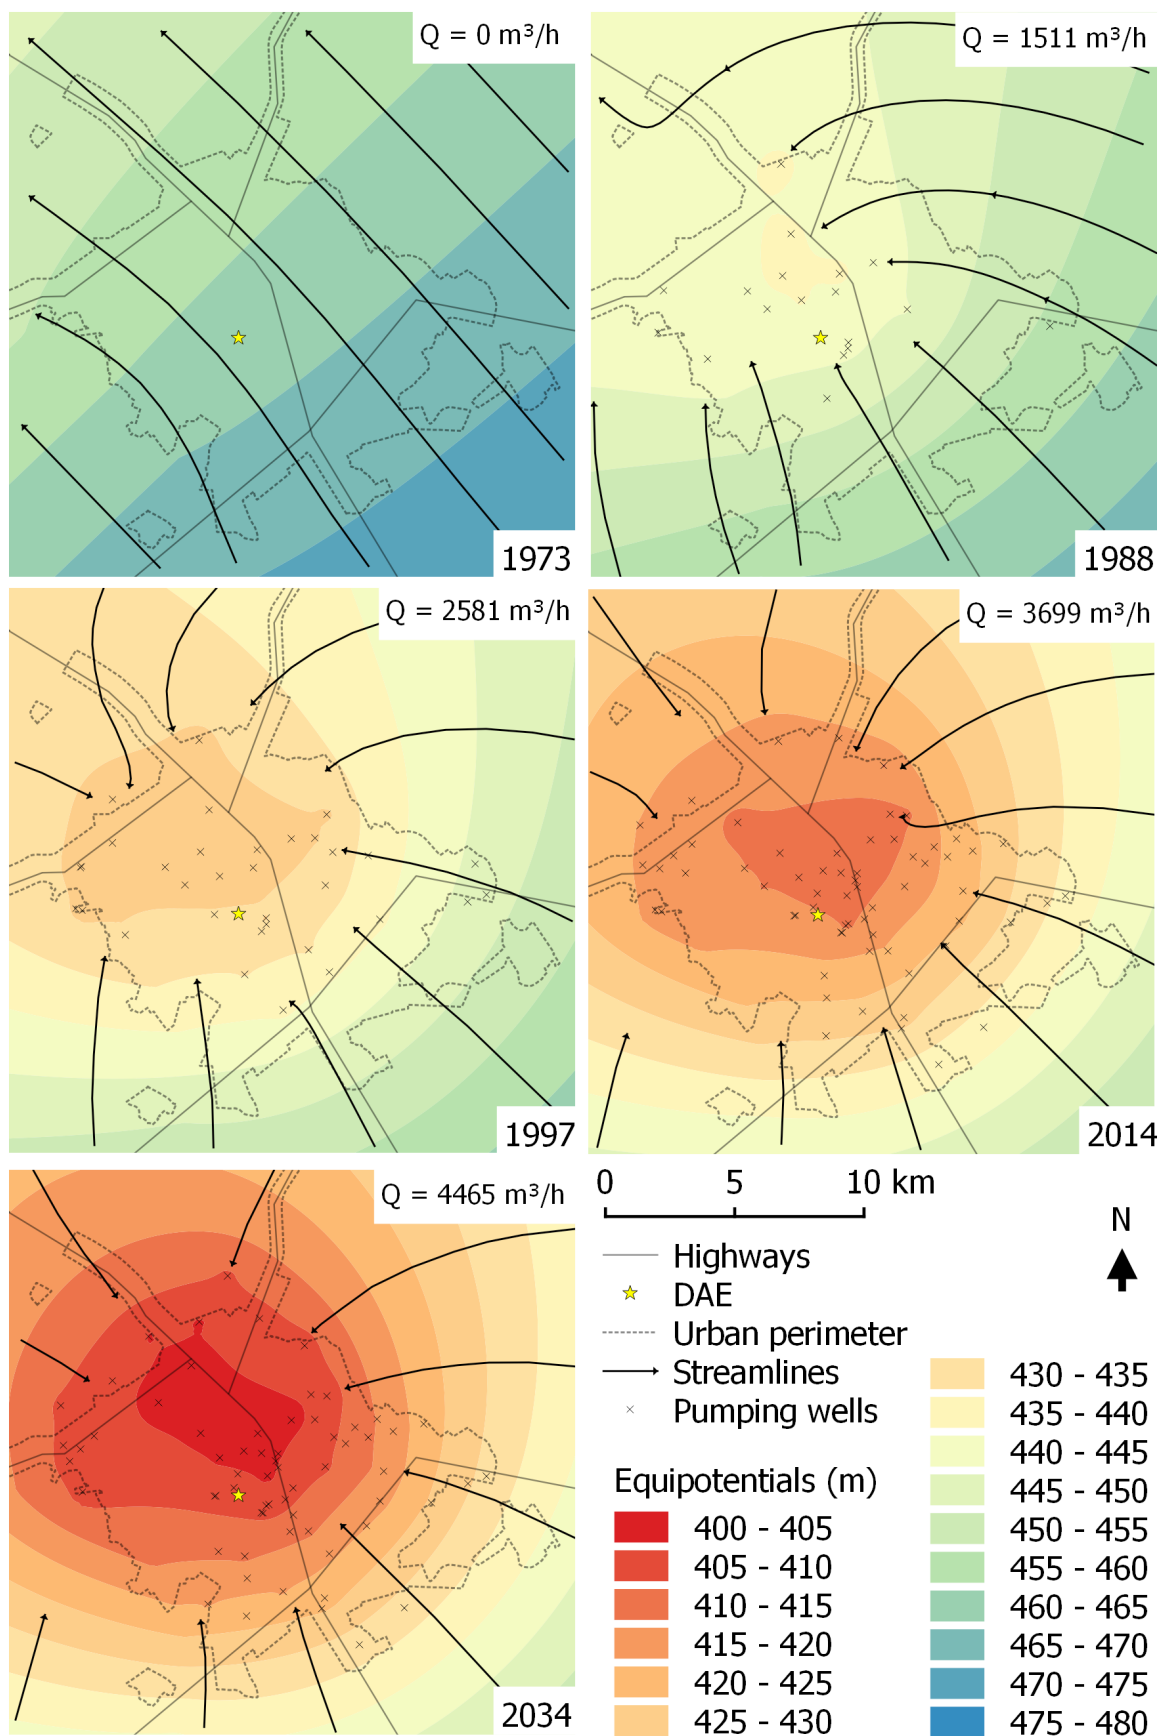 Q = 0 m³/h
1973
Q = 1511 m³/h
1988
Q = 2581 m³/h
1997
Q = 3699 m³/h
2014
Q = 4465 m³/h
2034
0 5 10 km
N
Highways
DAE
Urban perimeter
Streamlines
Pumping wells
Equipotentials (m)
400 - 405
405 - 410
410 - 415
415 - 420
420 - 425
425 - 430
430 - 435
435 - 440
440 - 445
445 - 450
450 - 455
455 - 460
460 - 465
465 - 470
470 - 475
475 - 480